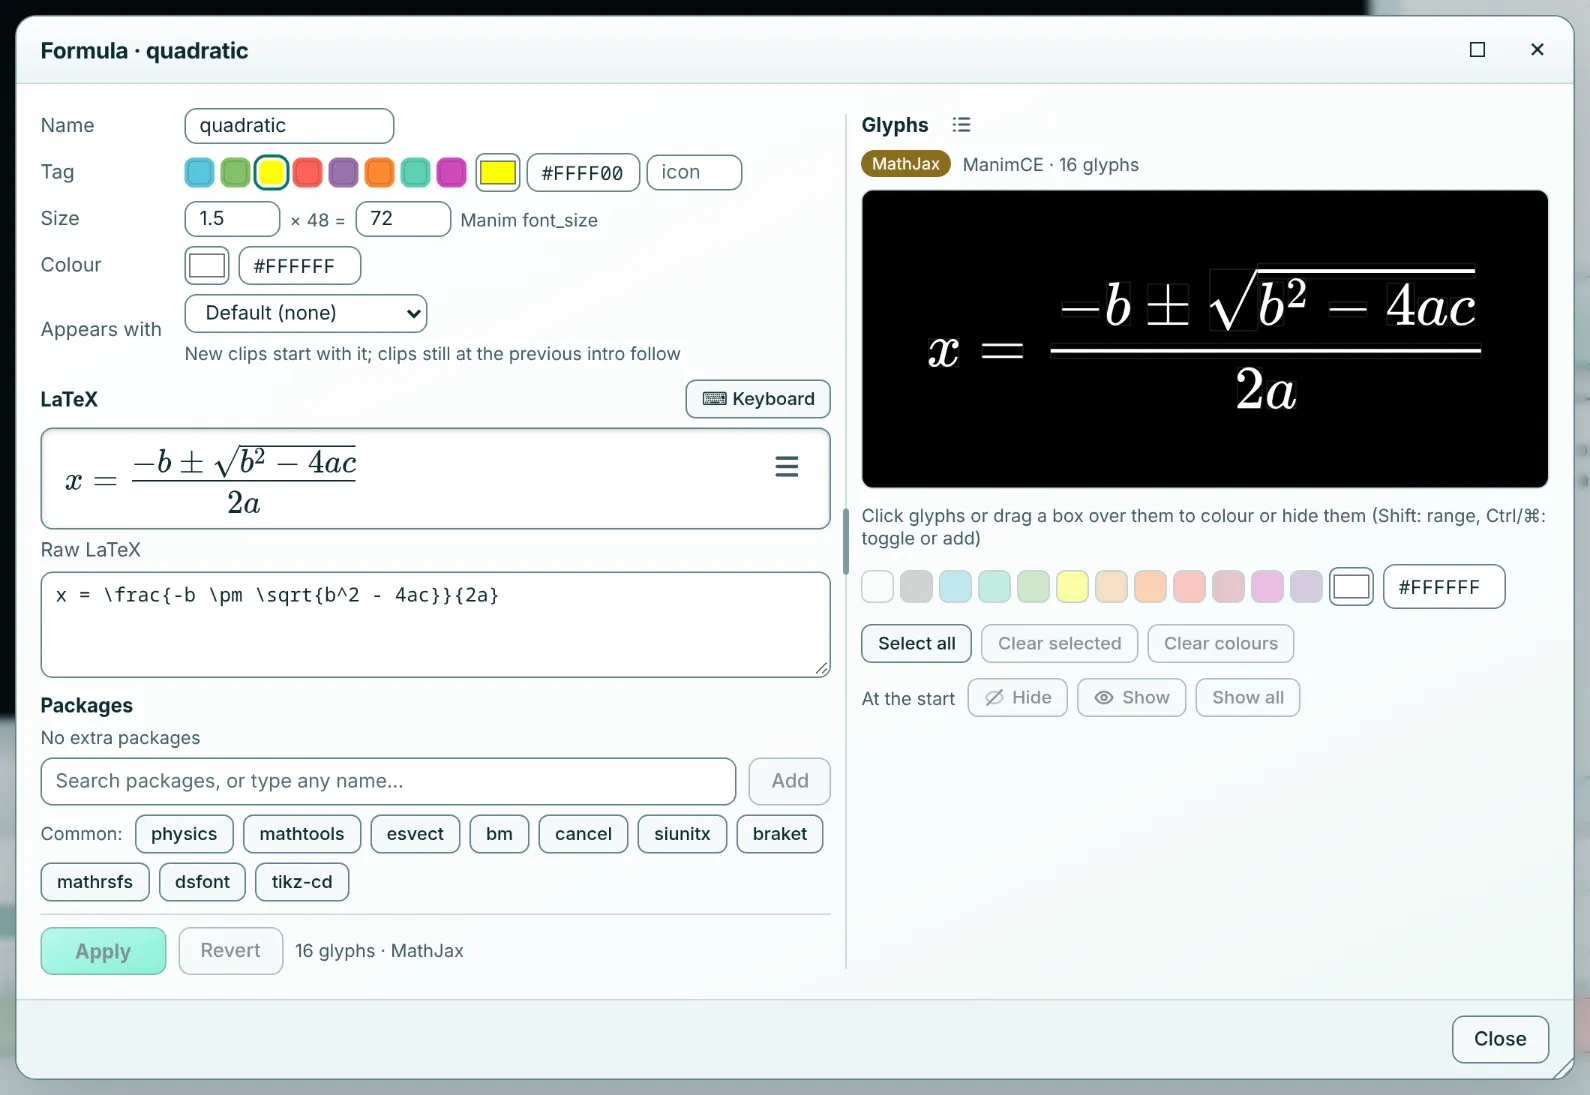 Formula · quadratic
Name
quadratic
Tag
#FFFF00
icon
Size
1.5
× 48 =
72
Manim font_size
Colour
#FFFFFF
Appears with
Default (none)
New clips start with it; clips still at the previous intro follow
LaTeX
Keyboard
x = \frac{-b \pm \sqrt{b^2 - 4ac}}{2a}
Raw LaTeX
x = \frac{-b \pm \sqrt{b^2 - 4ac}}{2a}
Packages
No extra packages
Search packages, or type any name...
Add
Common:
physics
mathtools
esvect
bm
cancel
siunitx
braket
mathrsfs
dsfont
tikz-cd
Apply
Revert
16 glyphs · MathJax
Glyphs
MathJax
ManimCE · 16 glyphs
x = \frac{-b \pm \sqrt{b^2 - 4ac}}{2a}
Click glyphs or drag a box over them to colour or hide them (Shift: range, Ctrl/⌘:
toggle or add)
#FFFFFF
Select all
Clear selected
Clear colours
At the start
Hide
Show
Show all
Close